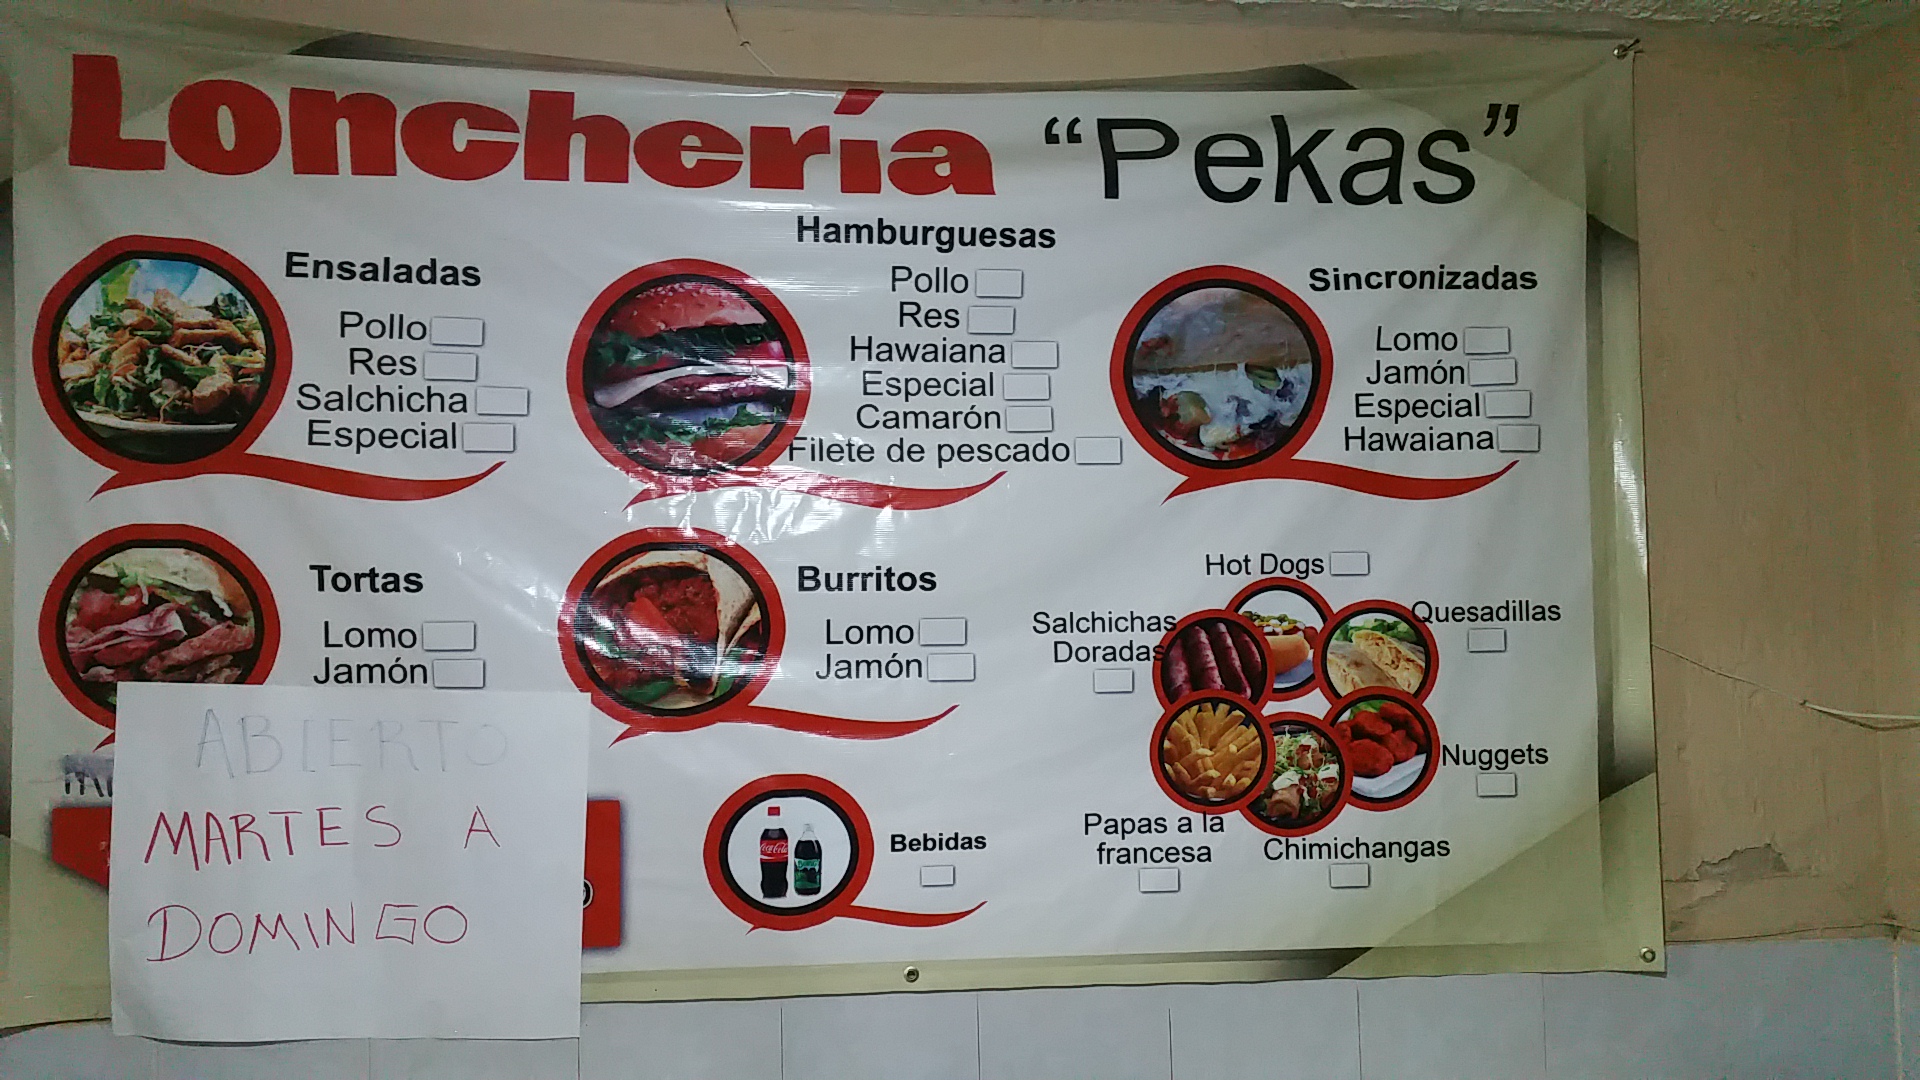 Lonchería "Pekas"
Ensaladas
Pollo
Res
Salchicha
Especial
Hamburguesas
Pollo
Res
Hawaiana
Especial
Camarón
Filete de pescado
Sincronizadas
Lomo
Jamón
Especial
Hawaiana
Tortas
Lomo
Jamón
Burritos
Lomo
Jamón
Hot Dogs
Salchichas
Doradas
Quesadillas
Nuggets
Papas a la
francesa
Chimichangas
Bebidas
Coca-Cola
ABIERTO
MARTES A
DOMINGO